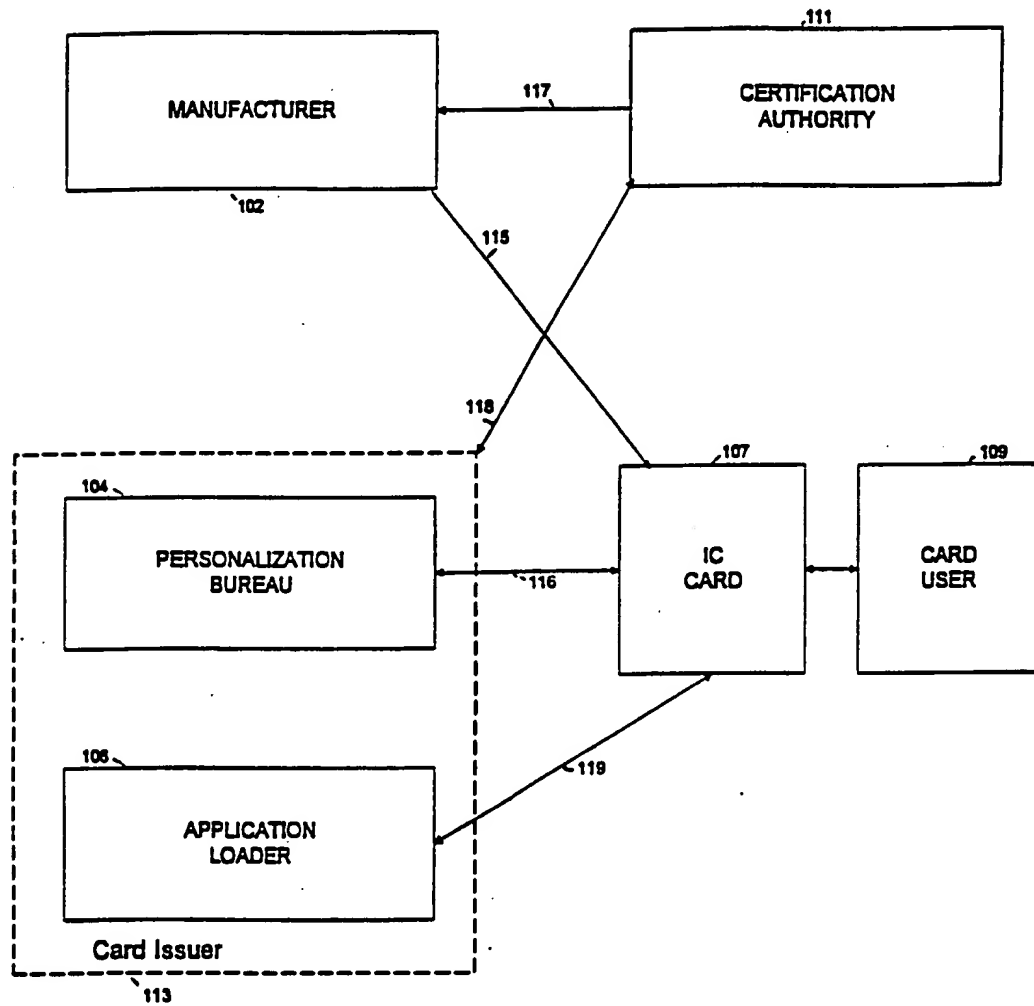 111
MANUFACTURER
117
CERTIFICATION
AUTHORITY
102
115
118
107
109
104
PERSONALIZATION
BUREAU
116
IC
CARD
CARD
USER
106
APPLICATION
LOADER
119
Card Issuer
113